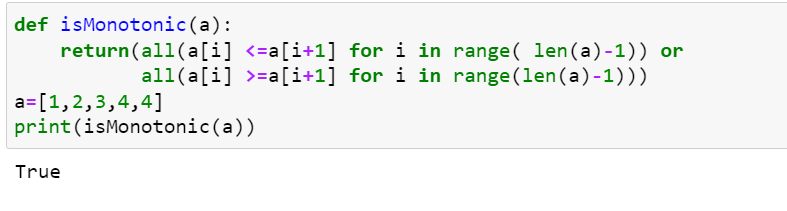 def isMonotonic(a):
    return(all(a[i] <=a[i+1] for i in range( len(a)-1)) or
           all(a[i] >=a[i+1] for i in range(len(a)-1)))
a=[1,2,3,4,4]
print(isMonotonic(a))
True